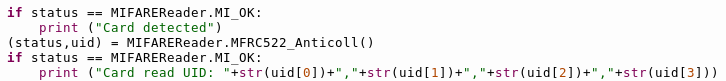 if status == MIFAREReader.MI_OK:
    print ("Card detected")
(status,uid) = MIFAREReader.MFRC522_Anticoll()
if status == MIFAREReader.MI_OK:
    print ("Card read UID: "+str(uid[0])+","+str(uid[1])+","+str(uid[2])+","+str(uid[3]))